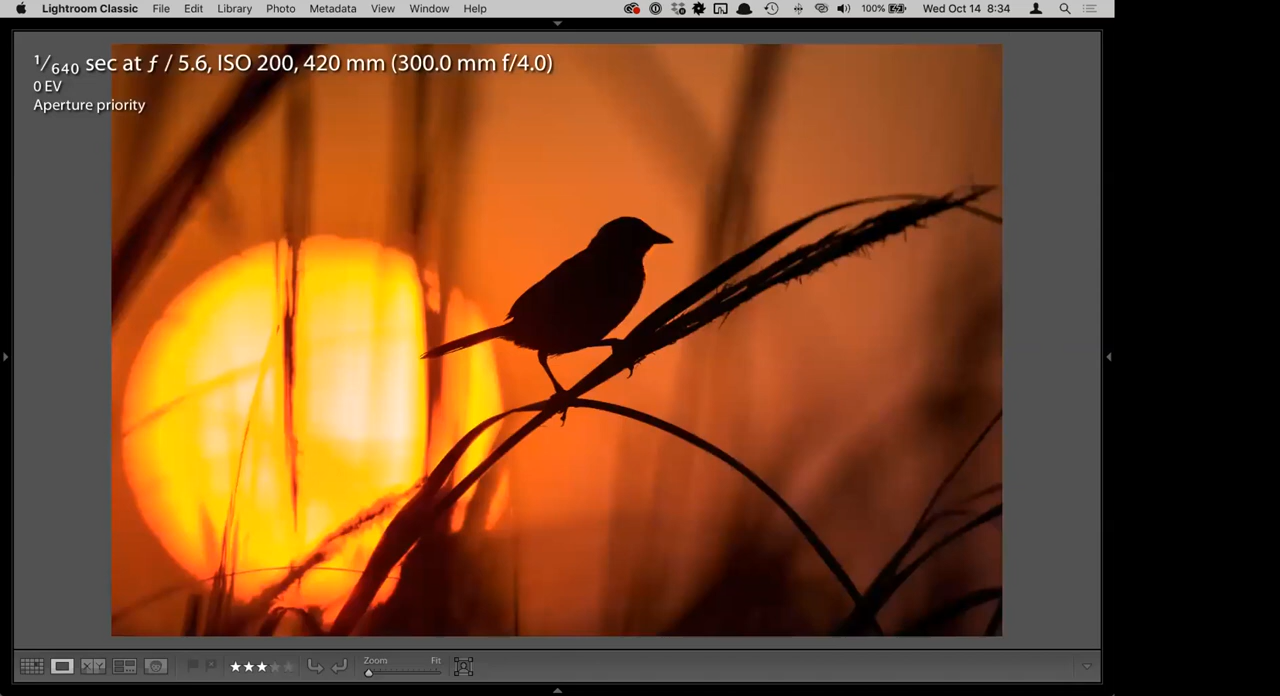 Lightroom Classic File Edit Library Photo Metadata View Window Help 100% Wed Oct 14 8:34
1/640 sec at ƒ / 5.6, ISO 200, 420 mm (300.0 mm f/4.0)
0 EV
Aperture priority
X Y Zoom Fit